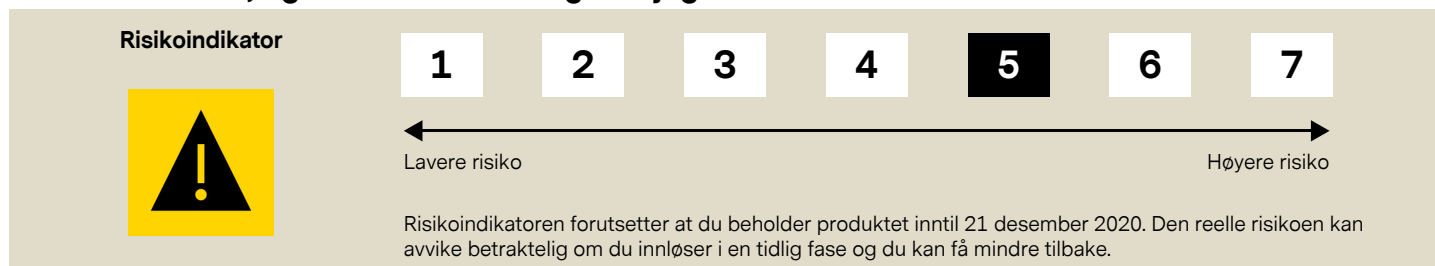 Risikoindikator
1 2 3 4 5 6 7
Lavere risiko Høyere risiko
Risikoindikatoren forutsetter at du beholder produktet inntil 21 desember 2020. Den reelle risikoen kan
avvike betraktelig om du innløser i en tidlig fase og du kan få mindre tilbake.